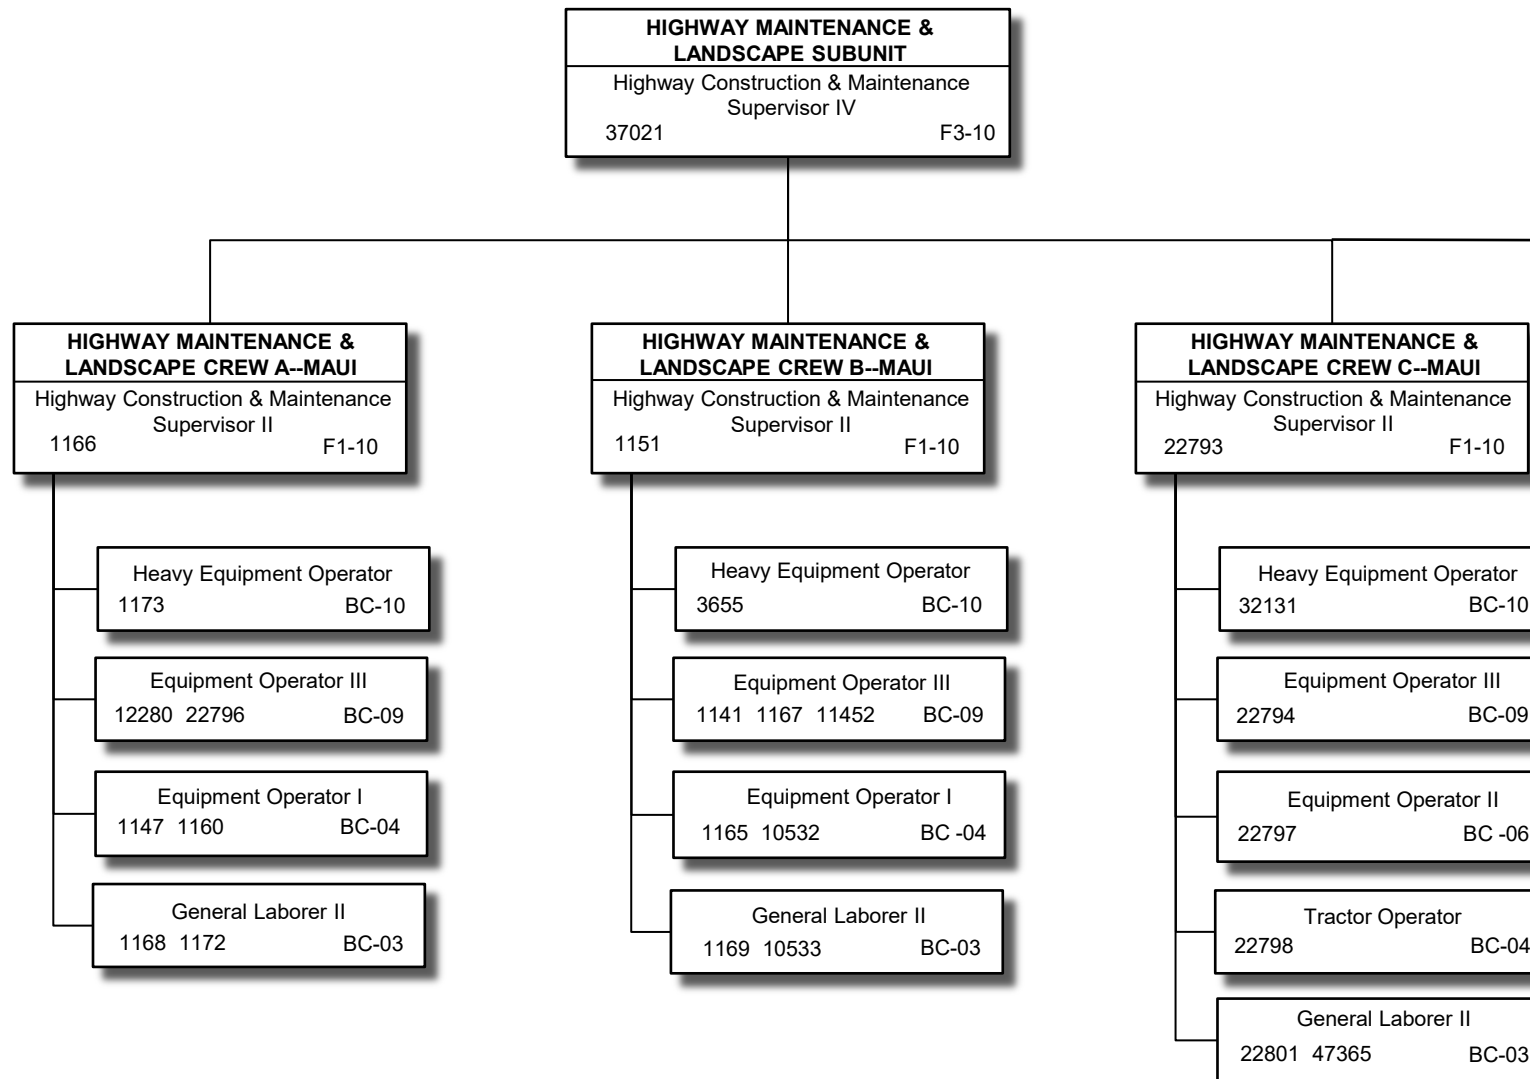 HIGHWAY MAINTENANCE &
LANDSCAPE SUBUNIT
Highway Construction & Maintenance
Supervisor IV
37021 F3-10
HIGHWAY MAINTENANCE &
LANDSCAPE CREW A--MAUI
Highway Construction & Maintenance
Supervisor II
1166 F1-10
Heavy Equipment Operator
1173 BC-10
Equipment Operator III
12280 22796 BC-09
Equipment Operator I
1147 1160 BC-04
General Laborer II
1168 1172 BC-03
HIGHWAY MAINTENANCE &
LANDSCAPE CREW B--MAUI
Highway Construction & Maintenance
Supervisor II
1151 F1-10
Heavy Equipment Operator
3655 BC-10
Equipment Operator III
1141 1167 11452 BC-09
Equipment Operator I
1165 10532 BC -04
General Laborer II
1169 10533 BC-03
HIGHWAY MAINTENANCE &
LANDSCAPE CREW C--MAUI
Highway Construction & Maintenance
Supervisor II
22793 F1-10
Heavy Equipment Operator
32131 BC-10
Equipment Operator III
22794 BC-09
Equipment Operator II
22797 BC -06
Tractor Operator
22798 BC-04
General Laborer II
22801 47365 BC-03